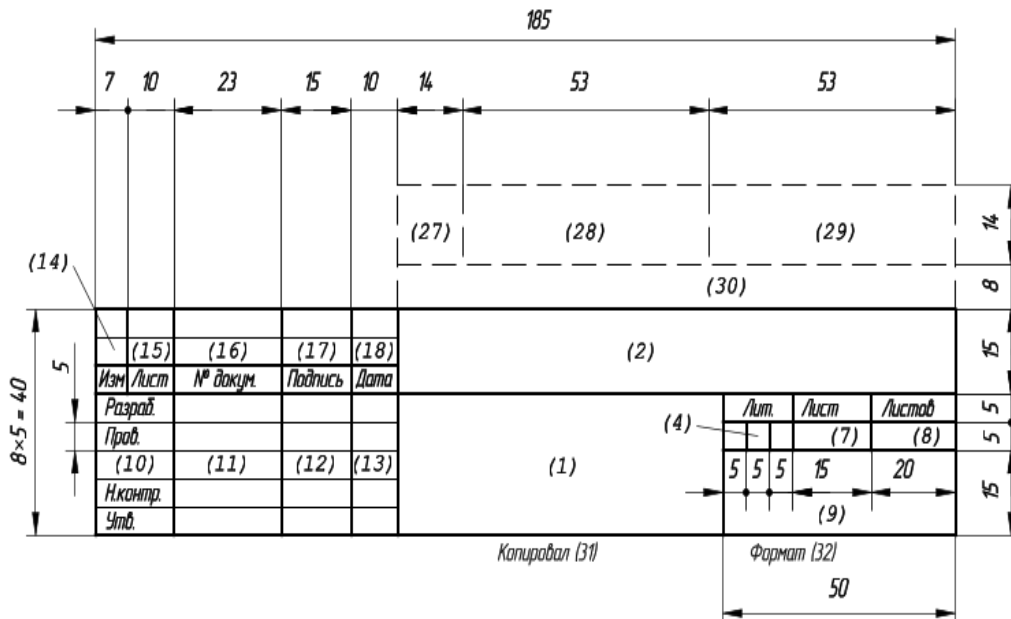 185
7 10 23 15 10 14 53 53
(27) (28) (29) 14
(14) (30) 8
(15) (16) (17) (18) (2) 15
Изм Лист № докум. Подпись Дата
5
8×5 = 40
Разраб. Лит. Лист Листов 5
Пров. (4) (7) (8) 5
(10) (11) (12) (13) (1) 5 5 5 15 20 15
Н.контр. (9)
Утв.
Копировал (31) Формат (32)
50